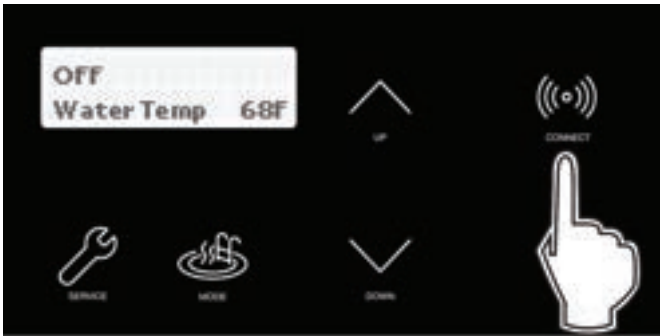 Off
Water Temp 68F
UP
CONNECT
SERVICE
MODE
DOWN